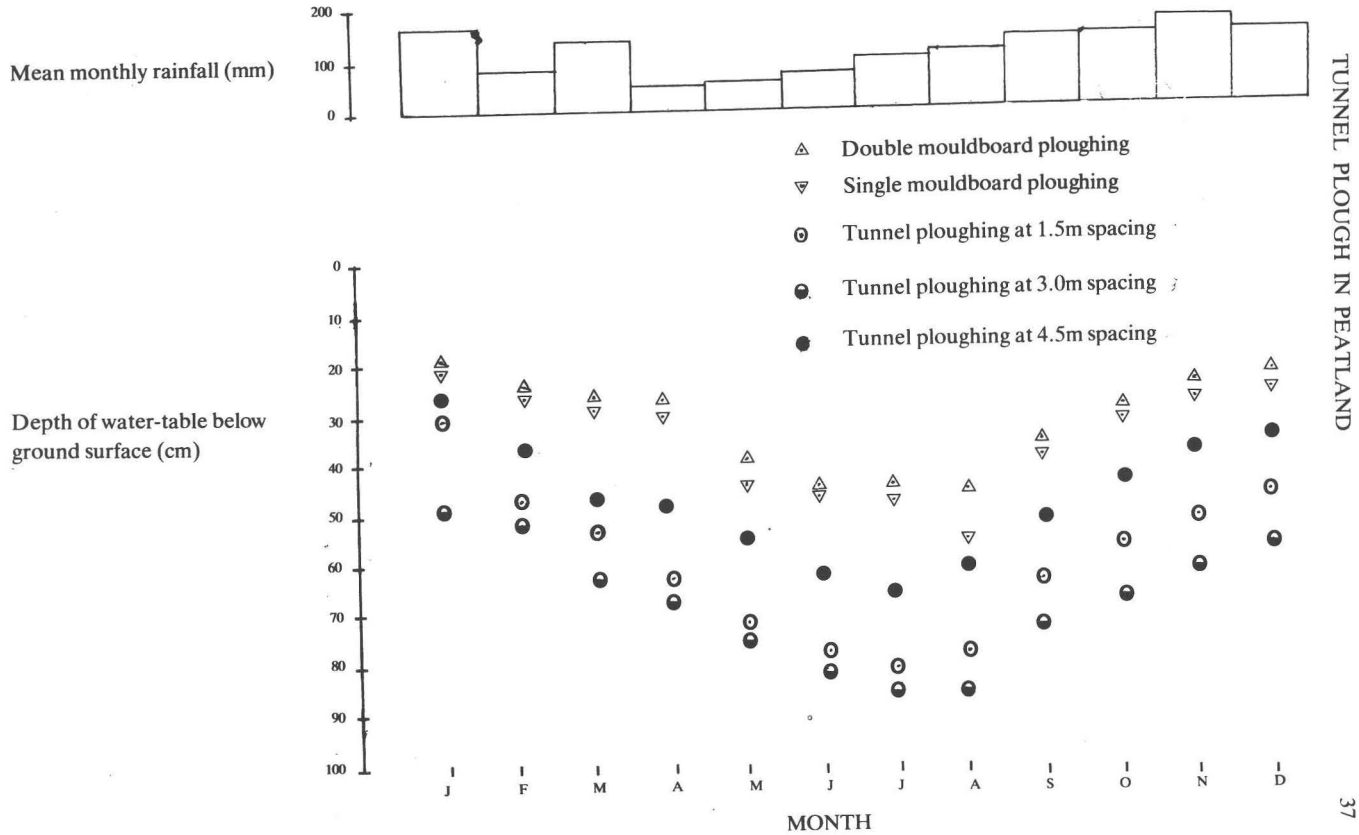 TUNNEL PLOUGH IN PEATLAND
37
Mean monthly rainfall (mm)
200
100
0
Double mouldboard ploughing
Single mouldboard ploughing
Tunnel ploughing at 1.5m spacing
Tunnel ploughing at 3.0m spacing
Tunnel ploughing at 4.5m spacing
Depth of water-table below
ground surface (cm)
0
10
20
30
40
50
60
70
80
90
100
J F M A M J J A S O N D
MONTH